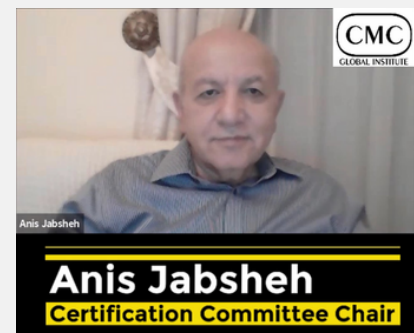 CMC
GLOBAL INSTITUTE
Anis Jabsheh
Anis Jabsheh
Certification Committee Chair